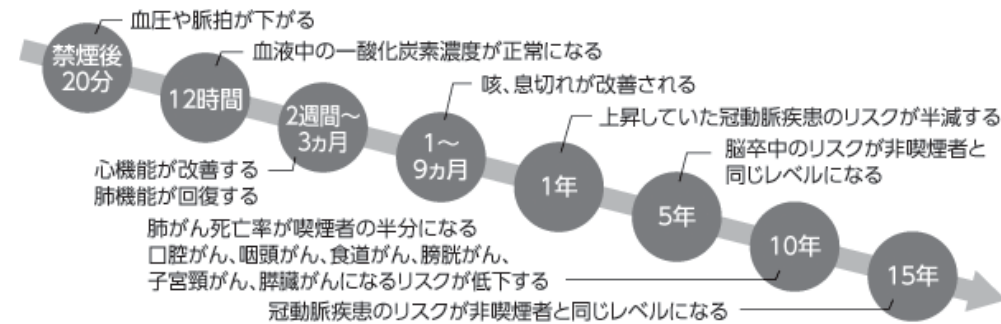 禁煙後
20分
血圧や脈拍が下がる
12時間
血液中の一酸化炭素濃度が正常になる
2週間～
3ヵ月
心機能が改善する
肺機能が回復する
1～
9ヵ月
咳、息切れが改善される
1年
上昇していた冠動脈疾患のリスクが半減する
5年
脳卒中のリスクが非喫煙者と
同じレベルになる
10年
肺がん死亡率が喫煙者の半分になる
口腔がん、咽頭がん、食道がん、膀胱がん、
子宮頸がん、膵臓がんになるリスクが低下する
15年
冠動脈疾患のリスクが非喫煙者と同じレベルになる